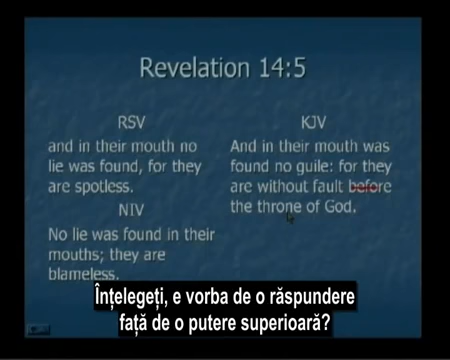 Revelation 14:5
RSV
and in their mouth no
lie was found, for they
are spotless.
NIV
No lie was found in their
mouths; they are
blameless.
KJV
And in their mouth was
found no guile: for they
are without fault before
the throne of God.
Înțelegeți, e vorba de o răspundere
față de o putere superioară?